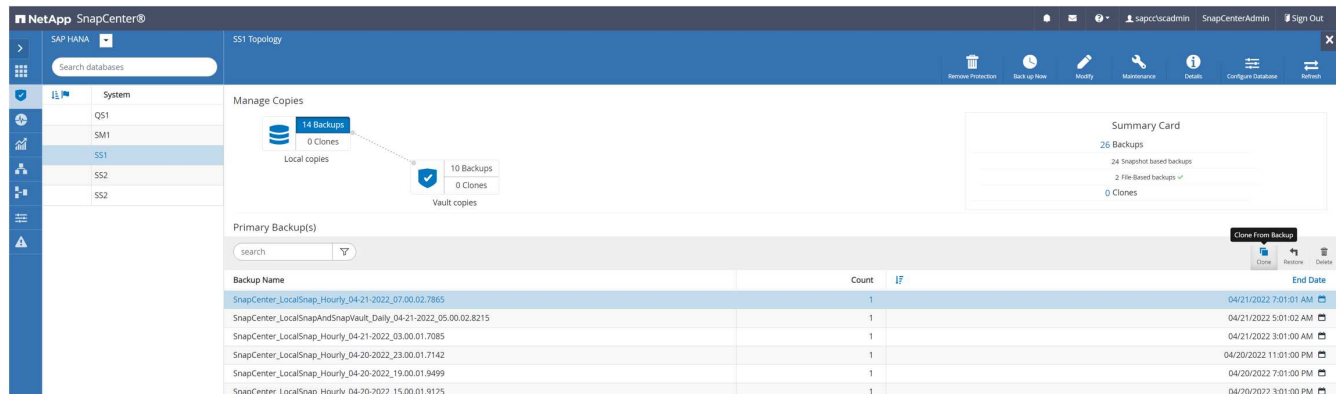 NetApp SnapCenter®
sapcc\scadmin SnapCenterAdmin Sign Out
SAP HANA
SS1 Topology
Search databases
Remove Protection Back up Now Modify Maintenance Details Configure Database Refresh
System
QS1
SM1
SS1
SS2
SS2
Manage Copies
14 Backups
0 Clones
Local copies
10 Backups
0 Clones
Vault copies
Summary Card
26 Backups
24 Snapshot based backups
2 File-Based backups
0 Clones
Primary Backup(s)
Clone From Backup
search
Clone Restore Delete
Backup Name Count End Date
SnapCenter_LocalSnap_Hourly_04-21-2022_07.00.02.7865 1 04/21/2022 7:01:01 AM
SnapCenter_LocalSnapAndSnapVault_Daily_04-21-2022_05.00.02.8215 1 04/21/2022 5:01:02 AM
SnapCenter_LocalSnap_Hourly_04-21-2022_03.00.01.7085 1 04/21/2022 3:01:00 AM
SnapCenter_LocalSnap_Hourly_04-20-2022_23.00.01.7142 1 04/20/2022 11:01:00 PM
SnapCenter_LocalSnap_Hourly_04-20-2022_19.00.01.9499 1 04/20/2022 7:01:00 PM
SnapCenter_LocalSnap_Hourly_04-20-2022_15.00.01.9125 1 04/20/2022 3:01:00 PM